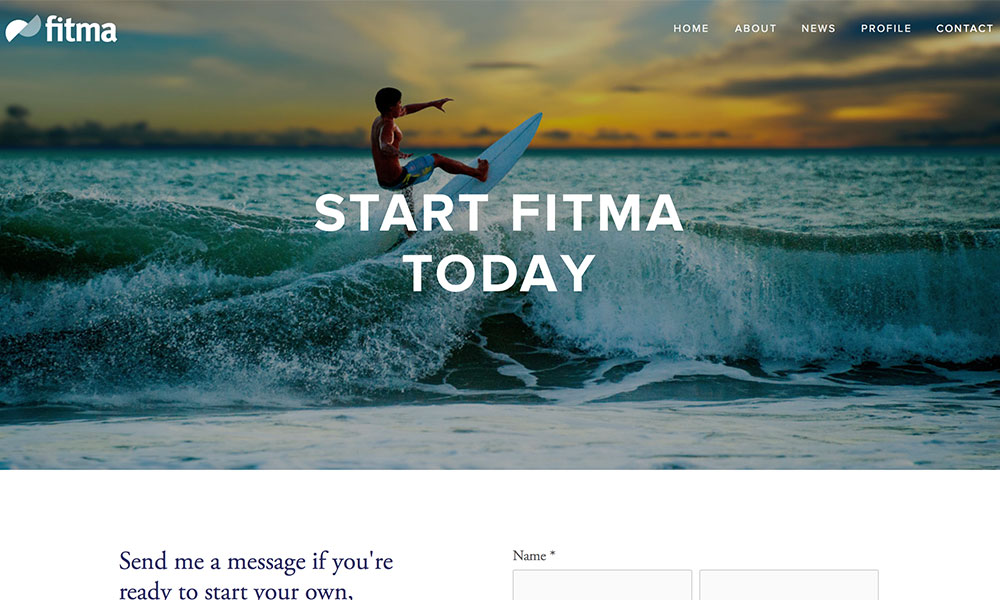 fitma
HOME ABOUT NEWS PROFILE CONTACT
START FITMA
TODAY
Send me a message if you're
ready to start your own,
Name *